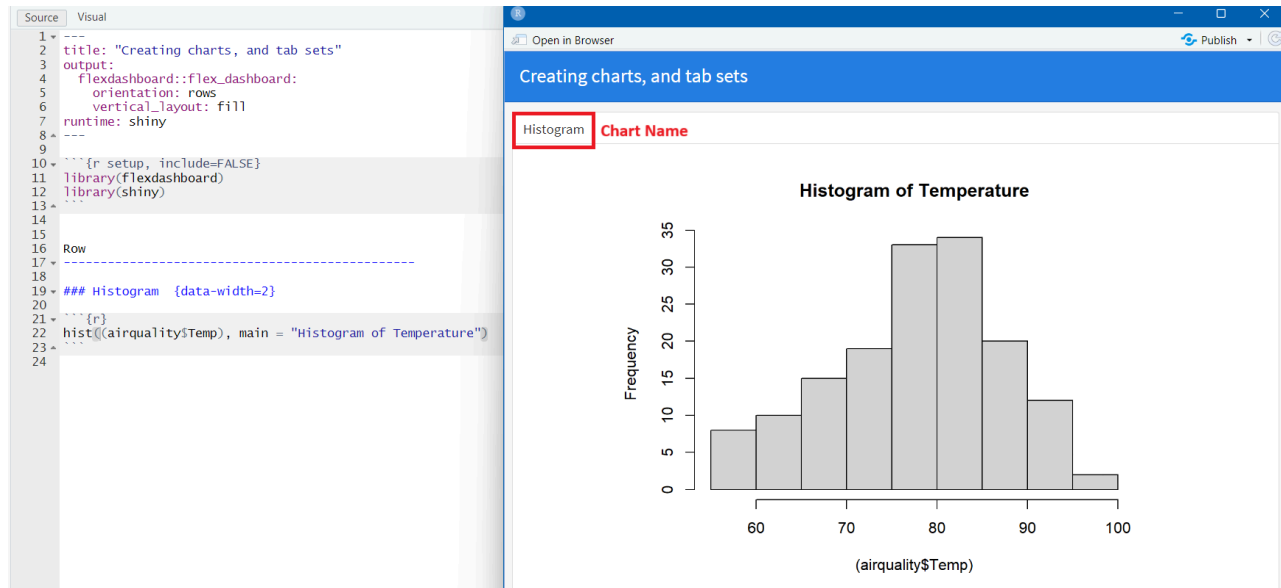 Source Visual
1 ---
2 title: "Creating charts, and tab sets"
3 output:
4   flexdashboard::flex_dashboard:
5     orientation: rows
6     vertical_layout: fill
7 runtime: shiny
8 ---
9
10 ```{r setup, include=FALSE}
11 library(flexdashboard)
12 library(shiny)
13 ```
14
15
16 Row
17 -----------------------------------------------
18
19 ### Histogram  {data-width=2}
20
21 ```{r}
22 hist((airquality$Temp), main = "Histogram of Temperature")
23 ```
24
R
Open in Browser Publish
Creating charts, and tab sets
Histogram Chart Name
Histogram of Temperature
Frequency
35
30
25
20
15
10
5
0
60 70 80 90 100
(airquality$Temp)